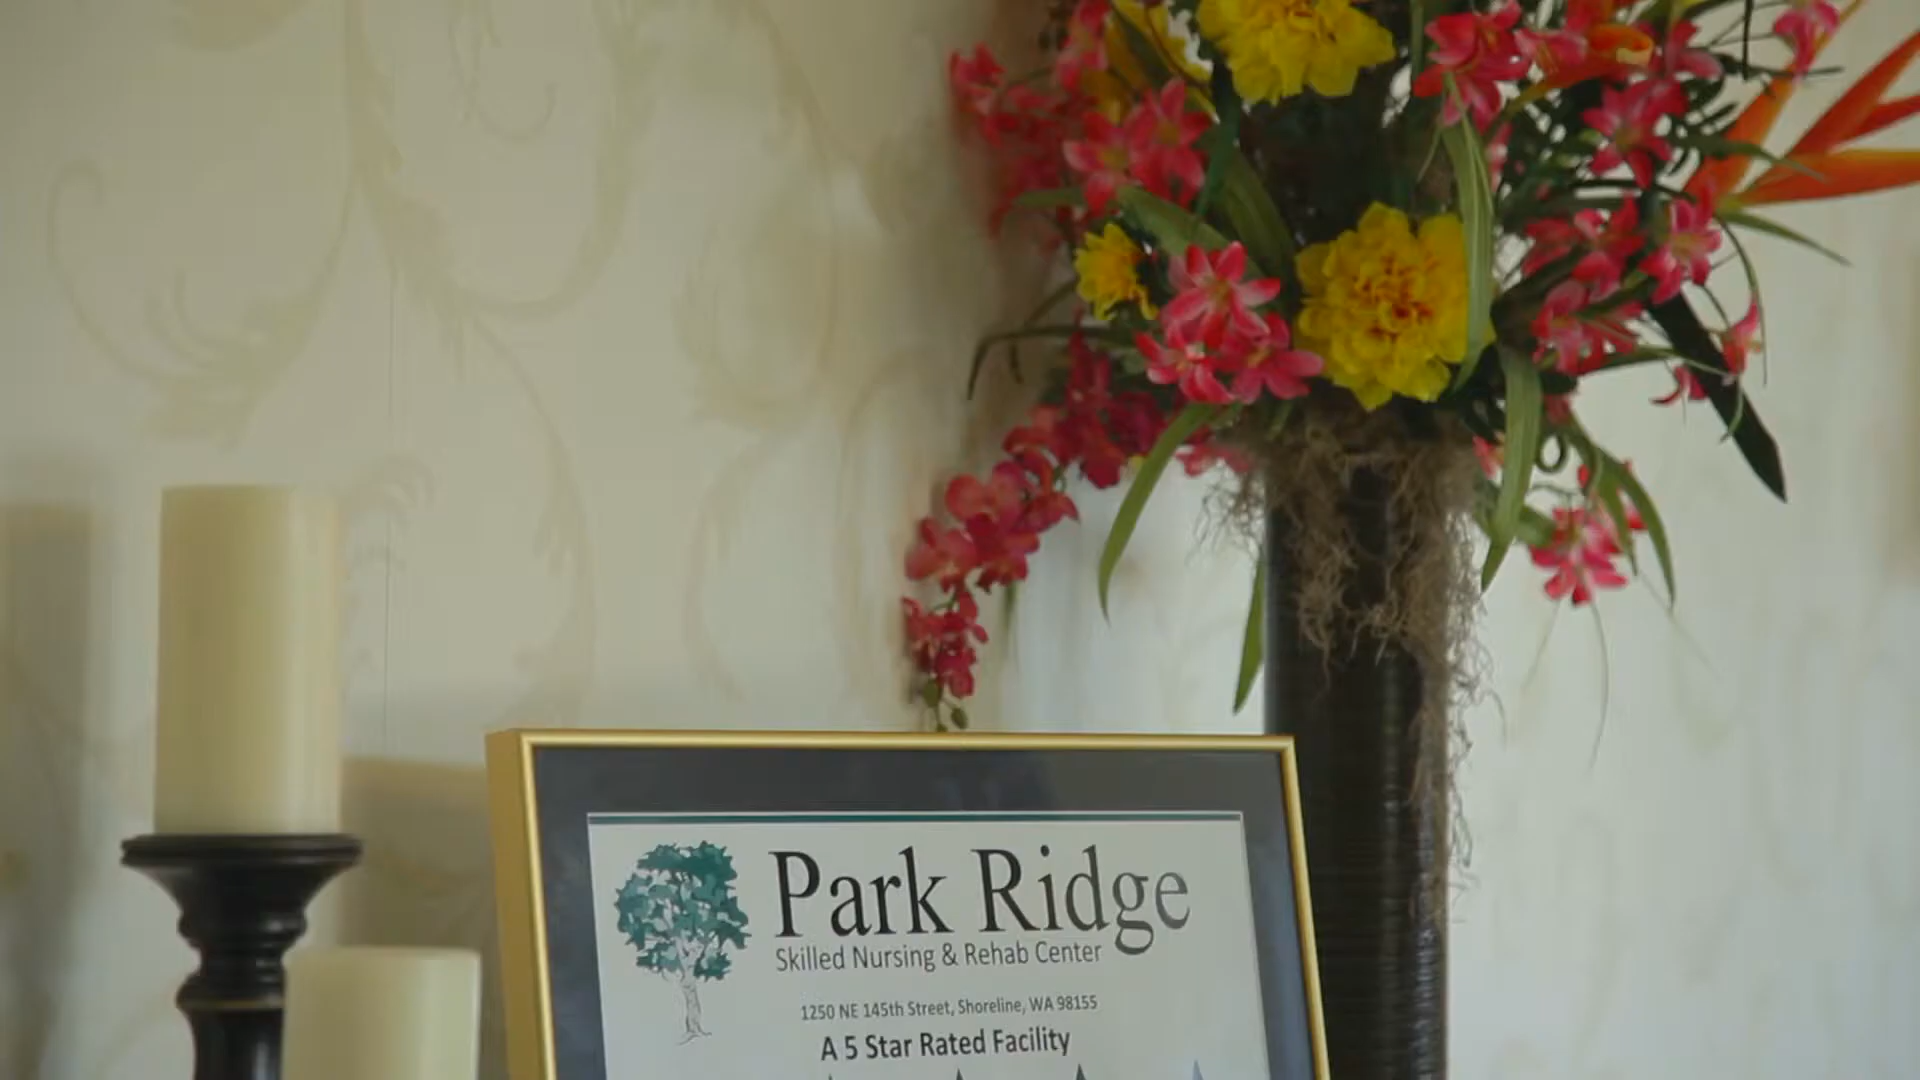 Park Ridge
Skilled Nursing & Rehab Center
1250 NE 145th Street, Shoreline, WA 98155
A 5 Star Rated Facility